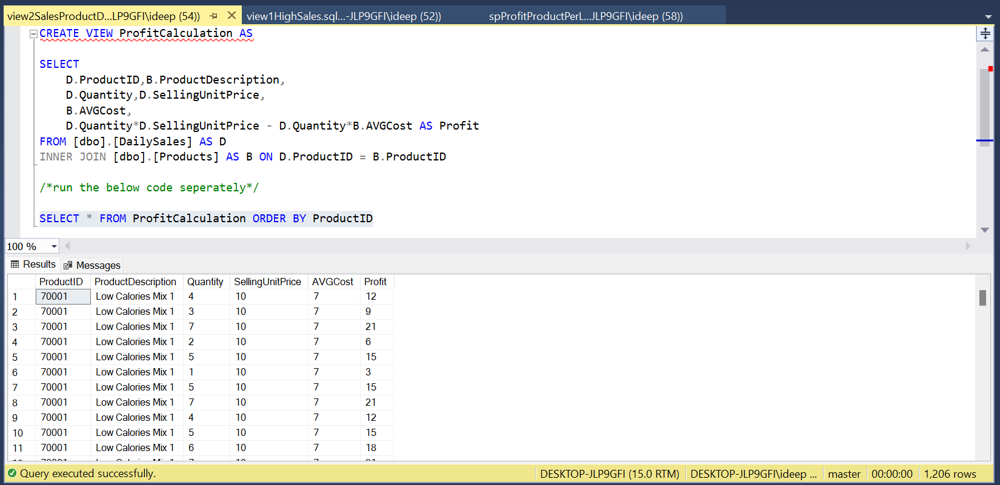 view2SalesProductD...LP9GFI\ideep (54)) view1HighSales.sql...-JLP9GFI\ideep (52)) spProfitProductPerL...JLP9GFI\ideep (58))
CREATE VIEW ProfitCalculation AS
SELECT
D.ProductID,B.ProductDescription,
D.Quantity,D.SellingUnitPrice,
B.AVGCost,
D.Quantity*D.SellingUnitPrice - D.Quantity*B.AVGCost AS Profit
FROM [dbo].[DailySales] AS D
INNER JOIN [dbo].[Products] AS B ON D.ProductID = B.ProductID
/*run the below code seperately*/
SELECT * FROM ProfitCalculation ORDER BY ProductID
100 %
Results Messages
ProductID ProductDescription Quantity SellingUnitPrice AVGCost Profit
1 70001 Low Calories Mix 1 4 10 7 12
2 70001 Low Calories Mix 1 3 10 7 9
3 70001 Low Calories Mix 1 7 10 7 21
4 70001 Low Calories Mix 1 2 10 7 6
5 70001 Low Calories Mix 1 5 10 7 15
6 70001 Low Calories Mix 1 1 10 7 3
7 70001 Low Calories Mix 1 5 10 7 15
8 70001 Low Calories Mix 1 7 10 7 21
9 70001 Low Calories Mix 1 4 10 7 12
10 70001 Low Calories Mix 1 5 10 7 15
11 70001 Low Calories Mix 1 6 10 7 18
Query executed successfully. DESKTOP-JLP9GFI (15.0 RTM) DESKTOP-JLP9GFI\ideep ... master 00:00:00 1,206 rows